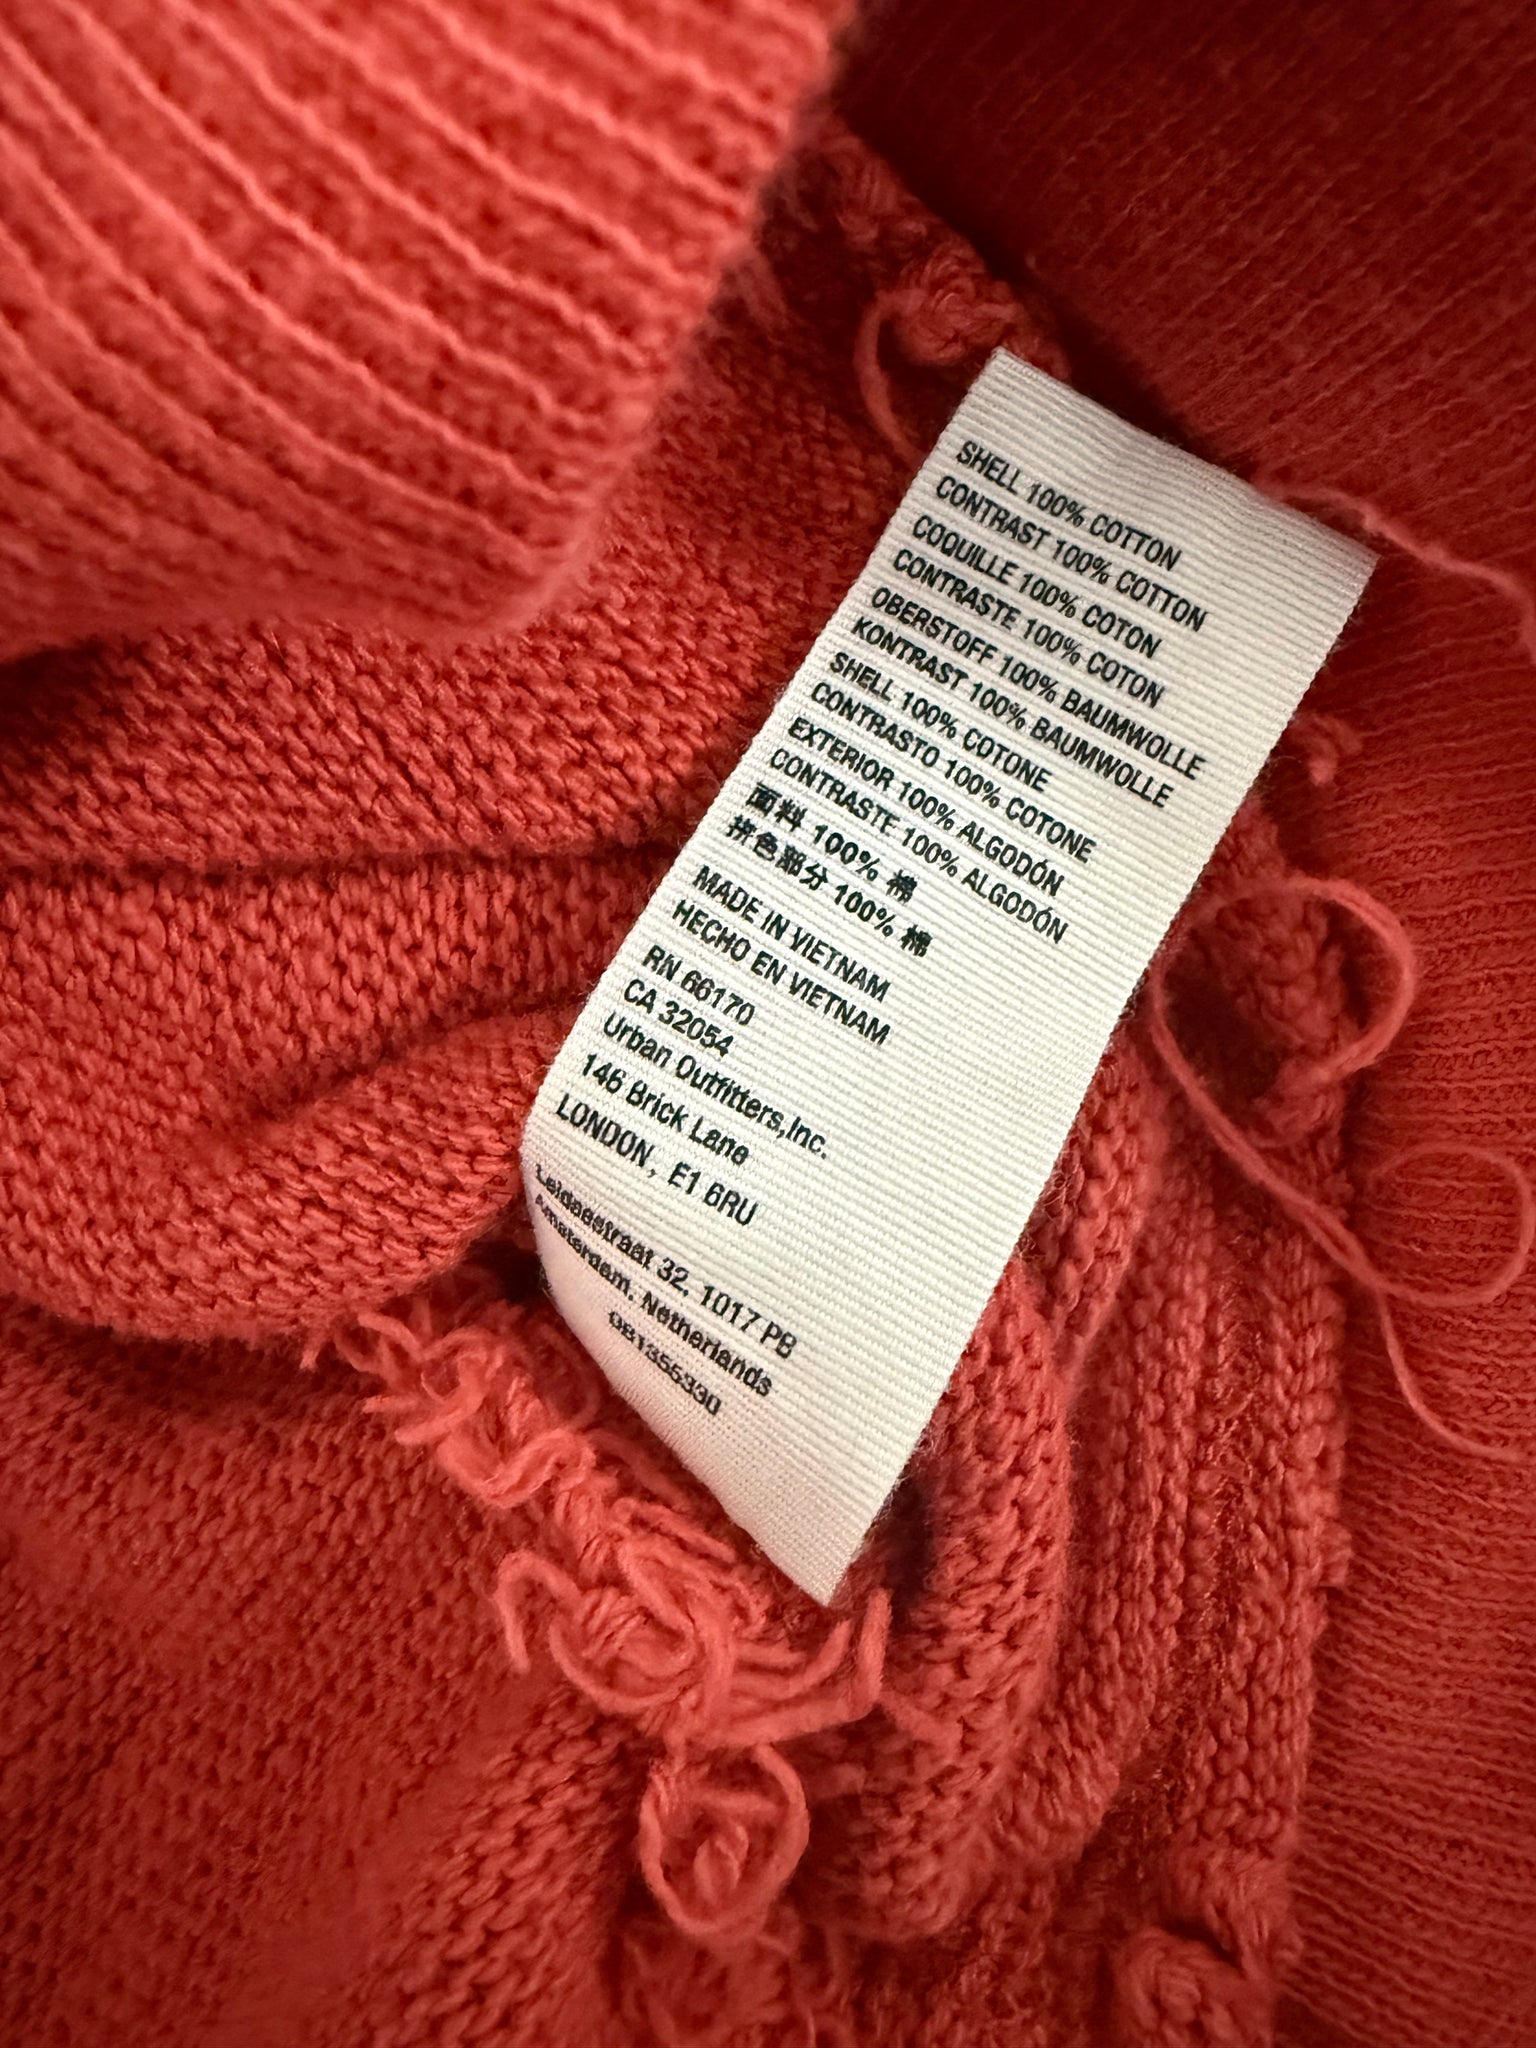 SHELL 100% COTTON
CONTRAST 100% COTTON
COQUILLE 100% COTON
CONTRASTE 100% COTON
OBERSTOFF 100% BAUMWOLLE
KONTRAST 100% BAUMWOLLE
SHELL 100% COTONE
CONTRASTO 100% COTONE
EXTERIOR 100% ALGODÓN
CONTRASTE 100% ALGODÓN
面料 100% 棉
拼色部分 100% 棉
MADE IN VIETNAM
HECHO EN VIETNAM
RN 66170
CA 32054
Urban Outfitters,Inc.
146 Brick Lane
LONDON, E1 6RU
Leidsestraat 32, 1017 PB
Amsterdam, Netherlands
GB1355330